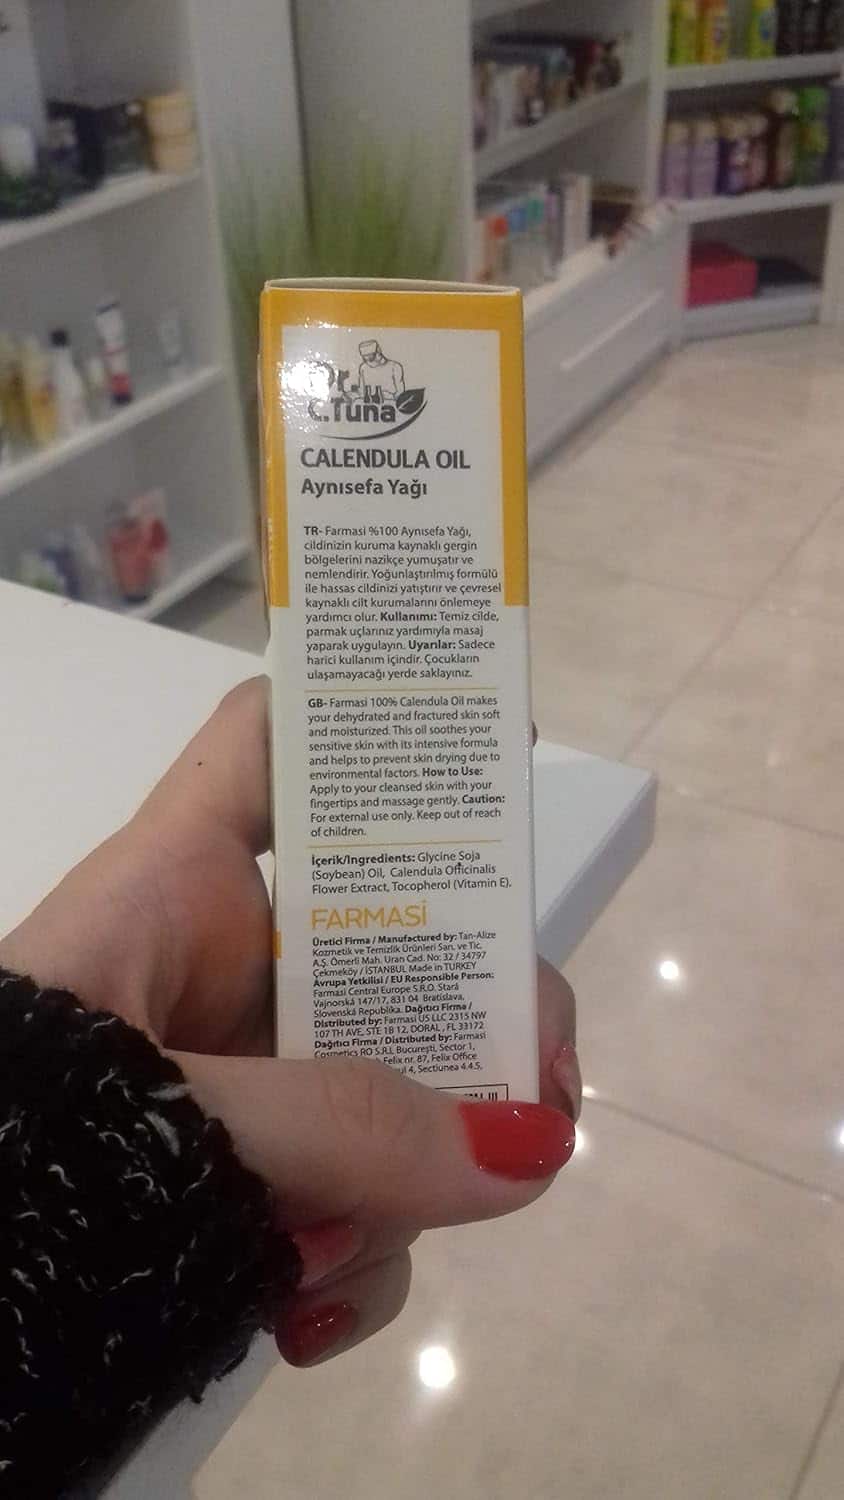 Dr.
C.Tuna
CALENDULA OIL
Aynısefa Yağı
TR- Farmasi %100 Aynısefa Yağı,
cildinizin kuruma kaynaklı gergin
bölgelerini nazikçe yumuşatır ve
nemlendirir. Yoğunlaştırılmış formülü
ile hassas cildinizi yatıştırır ve çevresel
kaynaklı cilt kurumalarını önlemeye
yardımcı olur. Kullanımı: Temiz cilde,
parmak uçlarınız yardımıyla masaj
yaparak uygulayın. Uyarılar: Sadece
harici kullanım içindir. Çocukların
ulaşamayacağı yerde saklayınız.
GB- Farmasi 100% Calendula Oil makes
your dehydrated and fractured skin soft
and moisturized. This oil soothes your
sensitive skin with its intensive formula
and helps to prevent skin drying due to
environmental factors. How to Use:
Apply to your cleansed skin with your
fingertips and massage gently. Caution:
For external use only. Keep out of reach
of children.
İçerik/Ingredients: Glycine Soja
(Soybean) Oil, Calendula Officinalis
Flower Extract, Tocopherol (Vitamin E).
FARMASİ
Üretici Firma / Manufactured by: Tan-Alize
Kozmetik ve Temizlik Ürünleri San. ve Tic.
A.Ş. Ömerli Mah. Uran Cad. No: 32 / 34797
Çekmeköy / İSTANBUL Made in TURKEY
Avrupa Yetkilisi / EU Responsible Person:
Farmasi Central Europe S.R.O. Stará
Vajnorská 147/17, 831 04 Bratislava,
Slovenská Republika. Dağıtıcı Firma /
Distributed by: Farmasi US LLC 2315 NW
107 TH AVE, STE 1B 12, DORAL , FL 33172
Dağıtıcı Firma / Distributed by: Farmasi
Cosmetics RO S.R.L Bucureşti, Sector 1,
Felix nr. 87, Felix Office
4, Sectiunea 4.4.5,